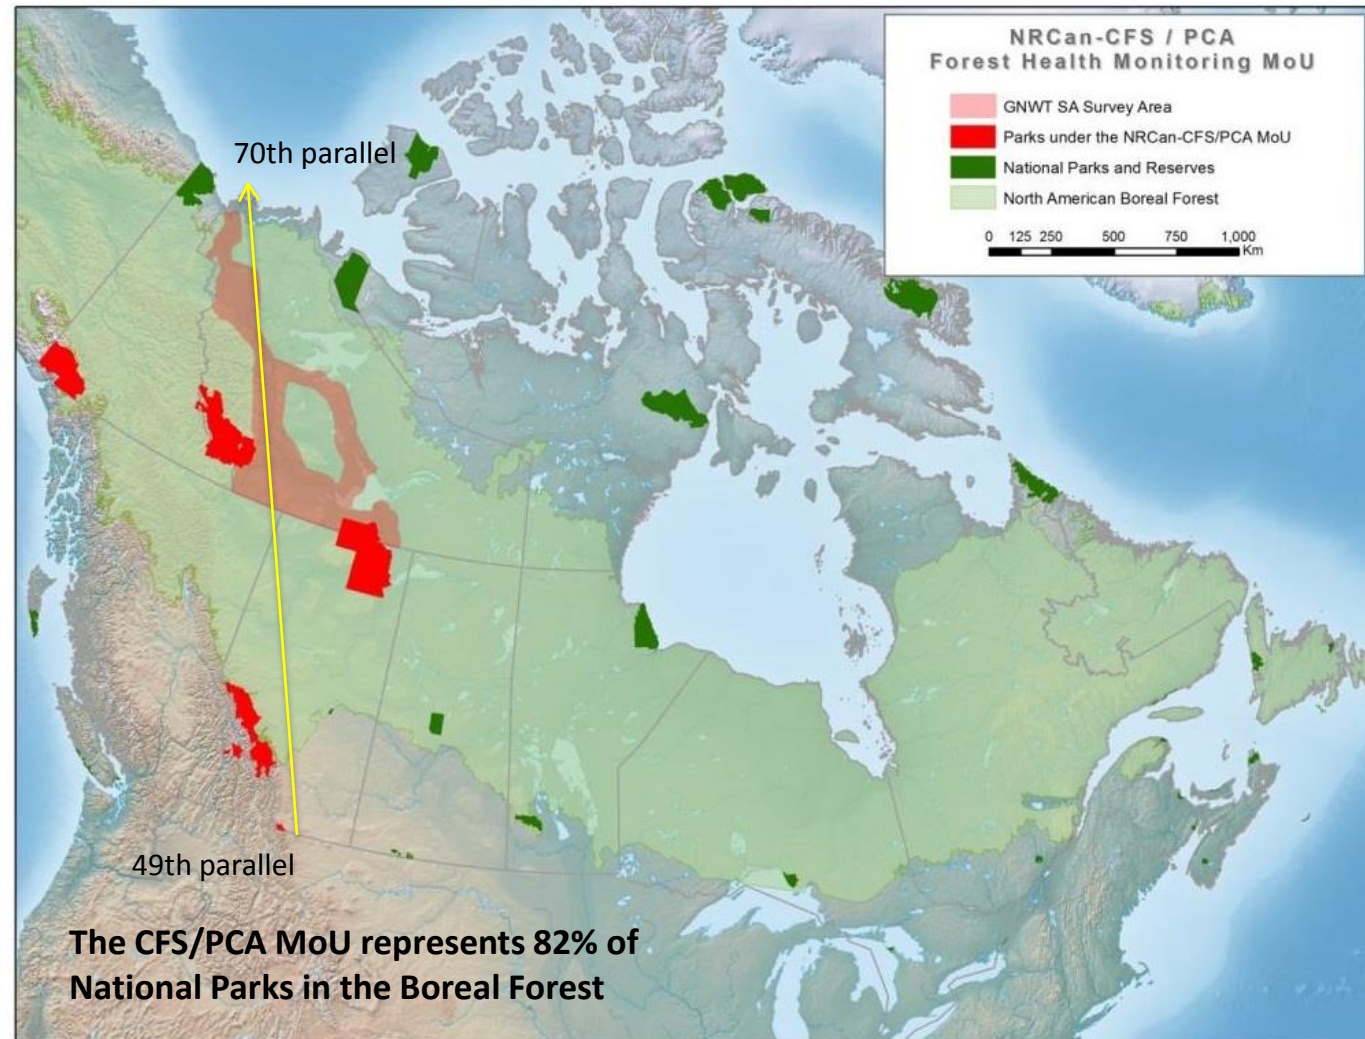 NRCan-CFS / PCA
Forest Health Monitoring MoU
GNWT SA Survey Area
Parks under the NRCan-CFS/PCA MoU
National Parks and Reserves
North American Boreal Forest
0 125 250 500 750 1,000
Km
70th parallel
49th parallel
The CFS/PCA MoU represents 82% of
National Parks in the Boreal Forest